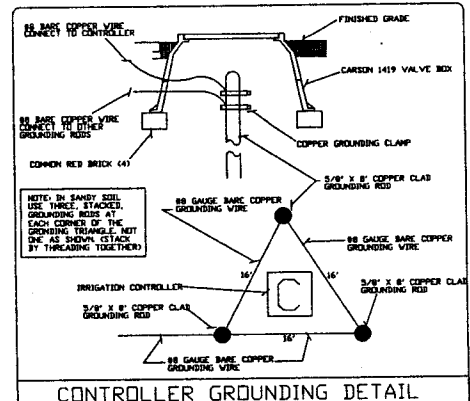 #8 BARE COPPER WIRE
CONNECT TO CONTROLLER
FINISHED GRADE
CARSON 1419 VALVE BOX
#8 BARE COPPER WIRE
CONNECT TO OTHER
GROUNDING RODS
COPPER GROUNDING CLAMP
COMMON RED BRICK (4)
5/8' X 8' COPPER CLAD
GROUNDING ROD
NOTE: IN SANDY SOIL
USE THREE, STACKED,
GROUNDING RODS AT
EACH CORNER OF THE
GRONDING TRIANGLE. NOT
ONE AS SHOWN. (STACK
BY THREADING TOGETHER)
#8 GAUGE BARE COPPER
GROUNDING WIRE
#8 GAUGE BARE COPPER
GROUNDING WIRE
16'
16'
IRRIGATION CONTROLLER
C
5/8' X 8' COPPER CLAD
GROUNDING ROD
5/8' X 8' COPPER CLAD
GROUNDING ROD
16'
#8 GAUGE BARE COPPER
GROUNDING WIRE
CONTROLLER GROUNDING DETAIL